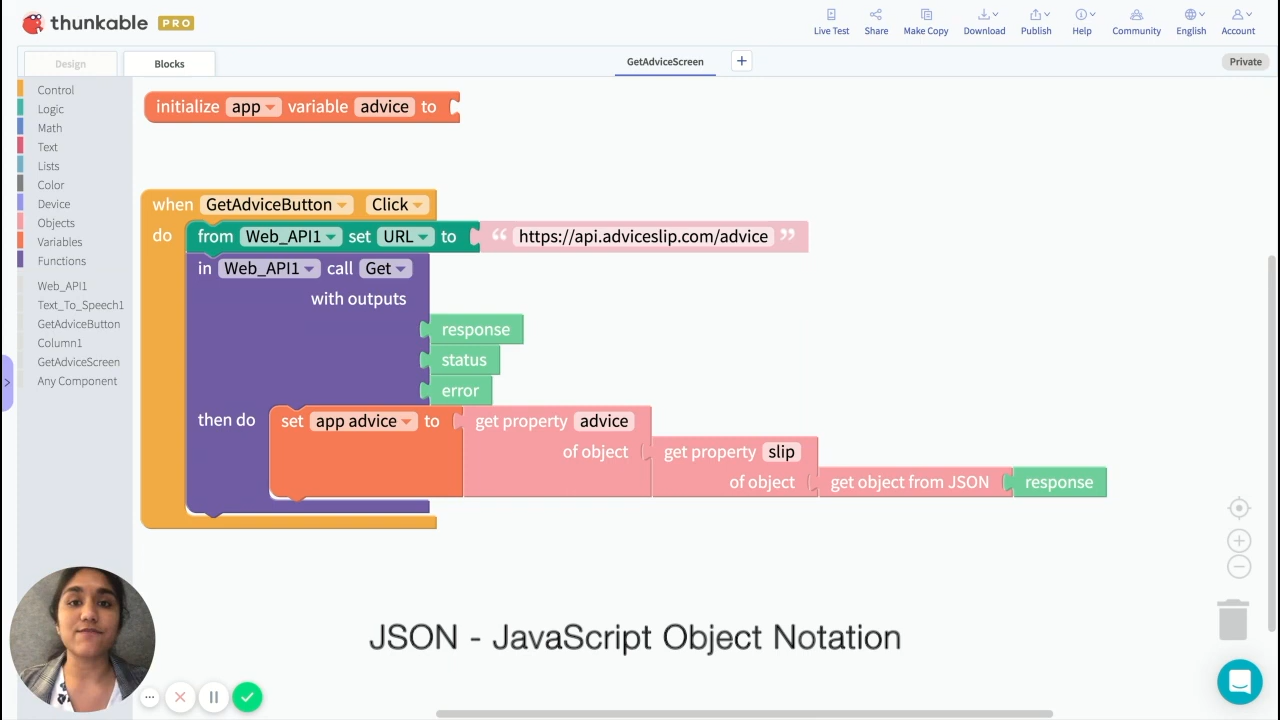 thunkable PRO
Live Test Share Make Copy Download Publish Help Community English Account
Design Blocks GetAdviceScreen + Private
Control
Logic
Math
Text
Lists
Color
Device
Objects
Variables
Functions
Web_API1
Text_To_Speech1
GetAdviceButton
Column1
GetAdviceScreen
Any Component
initialize app variable advice to
when GetAdviceButton Click
do from Web_API1 set URL to “ https://api.adviceslip.com/advice ”
in Web_API1 call Get
with outputs
response
status
error
then do set app advice to get property advice
of object get property slip
of object get object from JSON response
JSON - JavaScript Object Notation